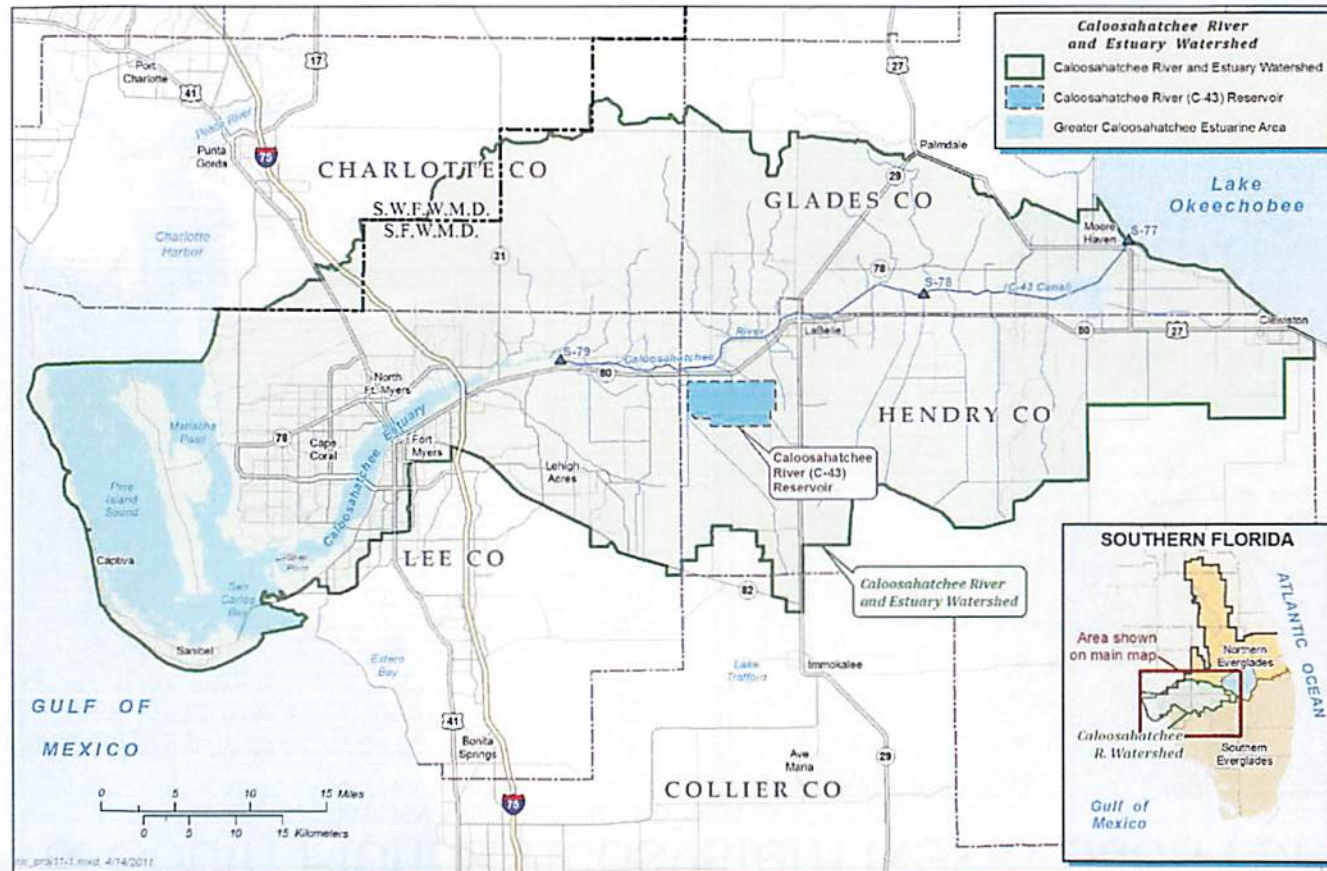 Caloosahatchee River
and Estuary Watershed
Caloosahatchee River and Estuary Watershed
Caloosahatchee River (C-43) Reservoir
Greater Caloosahatchee Estuarine Area
Port
Charlotte
17
41
27
Peace River
Punta
Gorda
75
Palmdale
29
CHARLOTTE CO
GLADES CO
Lake
Okeechobee
S.W.F.W.M.D.
S.F.W.M.D.
Charlotte
Harbor
31
Moore
Haven
S-77
78
S-78
(C-43 Canal)
River
LaBelle
80
27
Clewiston
S-79
Caloosahatchee
80
North
Ft. Myers
Matlacha
Pass
78
Cape
Coral
Fort
Myers
Caloosahatchee Estuary
HENDRY CO
Caloosahatchee
River (C-43)
Reservoir
Lehigh
Acres
Pine
Island
Sound
Captiva
LEE CO
San
Carlos
Bay
Sanibel
82
Caloosahatchee River
and Estuary Watershed
Estero
Bay
Lake
Trafford
Immokalee
GULF OF
MEXICO
41
Bonita
Springs
Ave
Maria
29
75
COLLIER CO
0 5 10 15 Miles
0 5 10 15 Kilometers
SOUTHERN FLORIDA
ATLANTIC OCEAN
Area shown
on main map
Northern
Everglades
Caloosahatchee
R. Watershed
Southern
Everglades
Gulf of
Mexico
4/14/2011